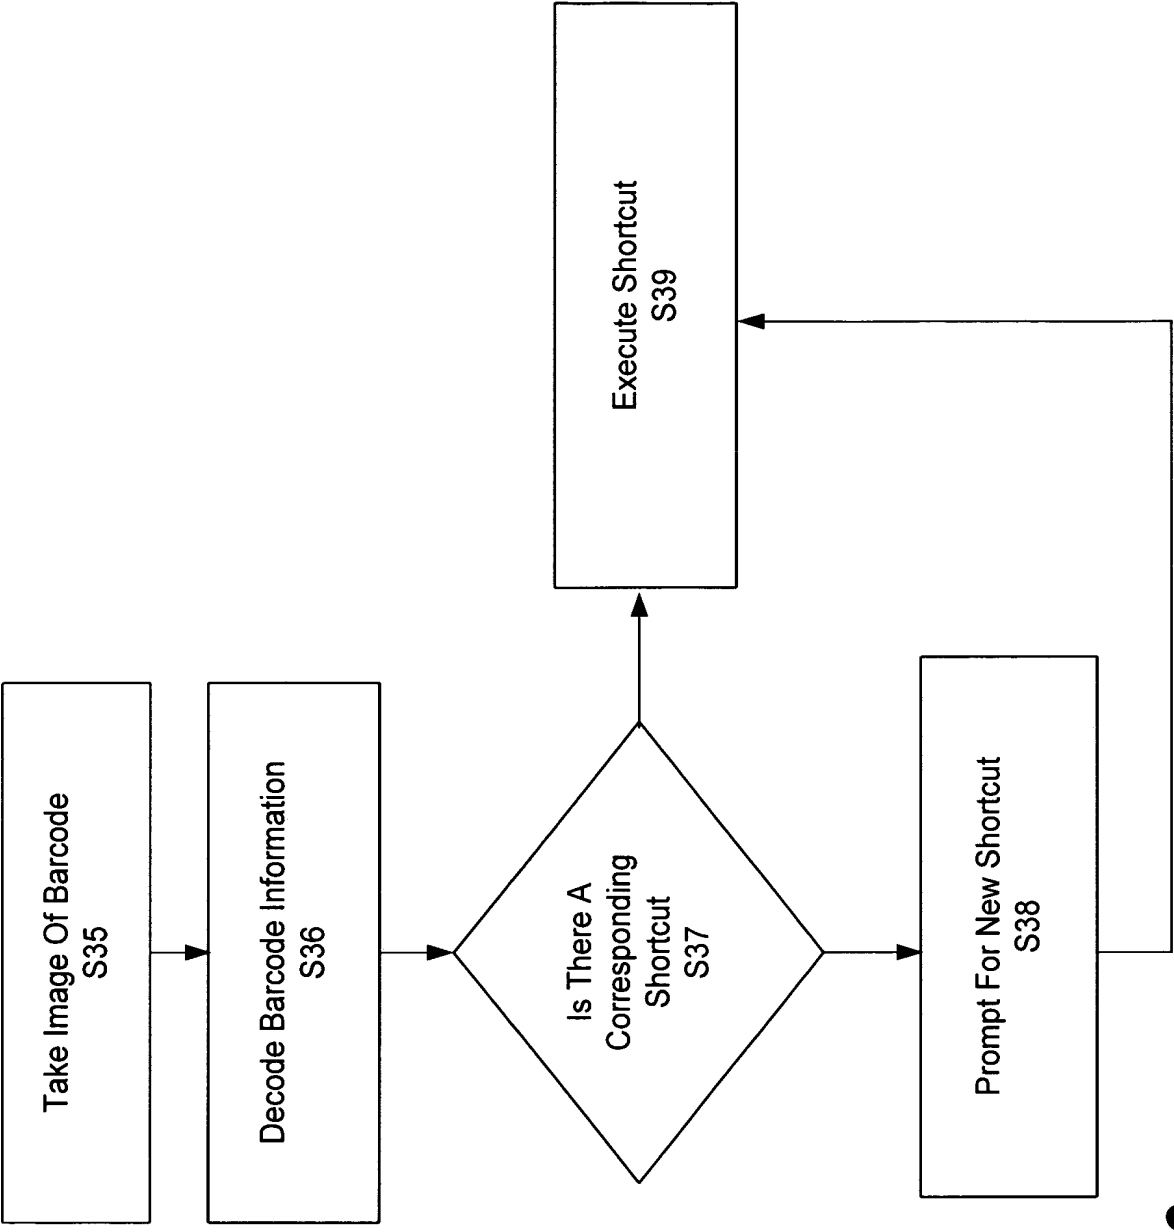 Take Image Of Barcode
S35
Decode Barcode Information
S36
Is There A
Corresponding
Shortcut
S37
Prompt For New Shortcut
S38
Execute Shortcut
S39